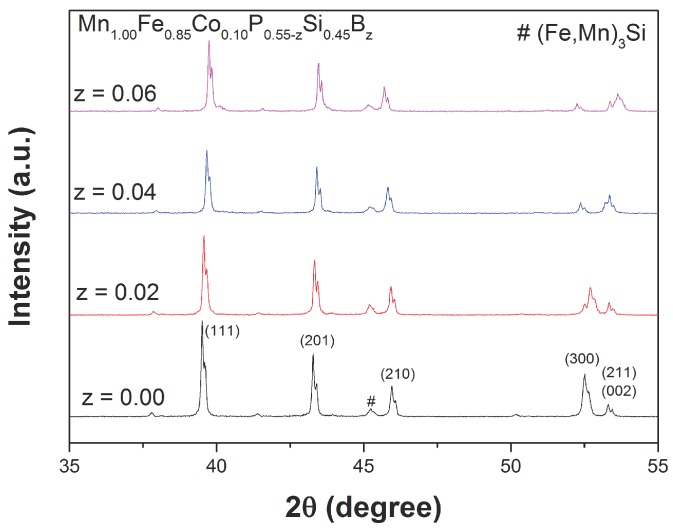 Mn1.00Fe0.85Co0.10P0.55-zSi0.45Bz
# (Fe,Mn)3Si
z = 0.06
z = 0.04
z = 0.02
z = 0.00
(111)
(201)
#
(210)
(300)
(211)
(002)
Intensity (a.u.)
35
40
45
50
55
2θ (degree)